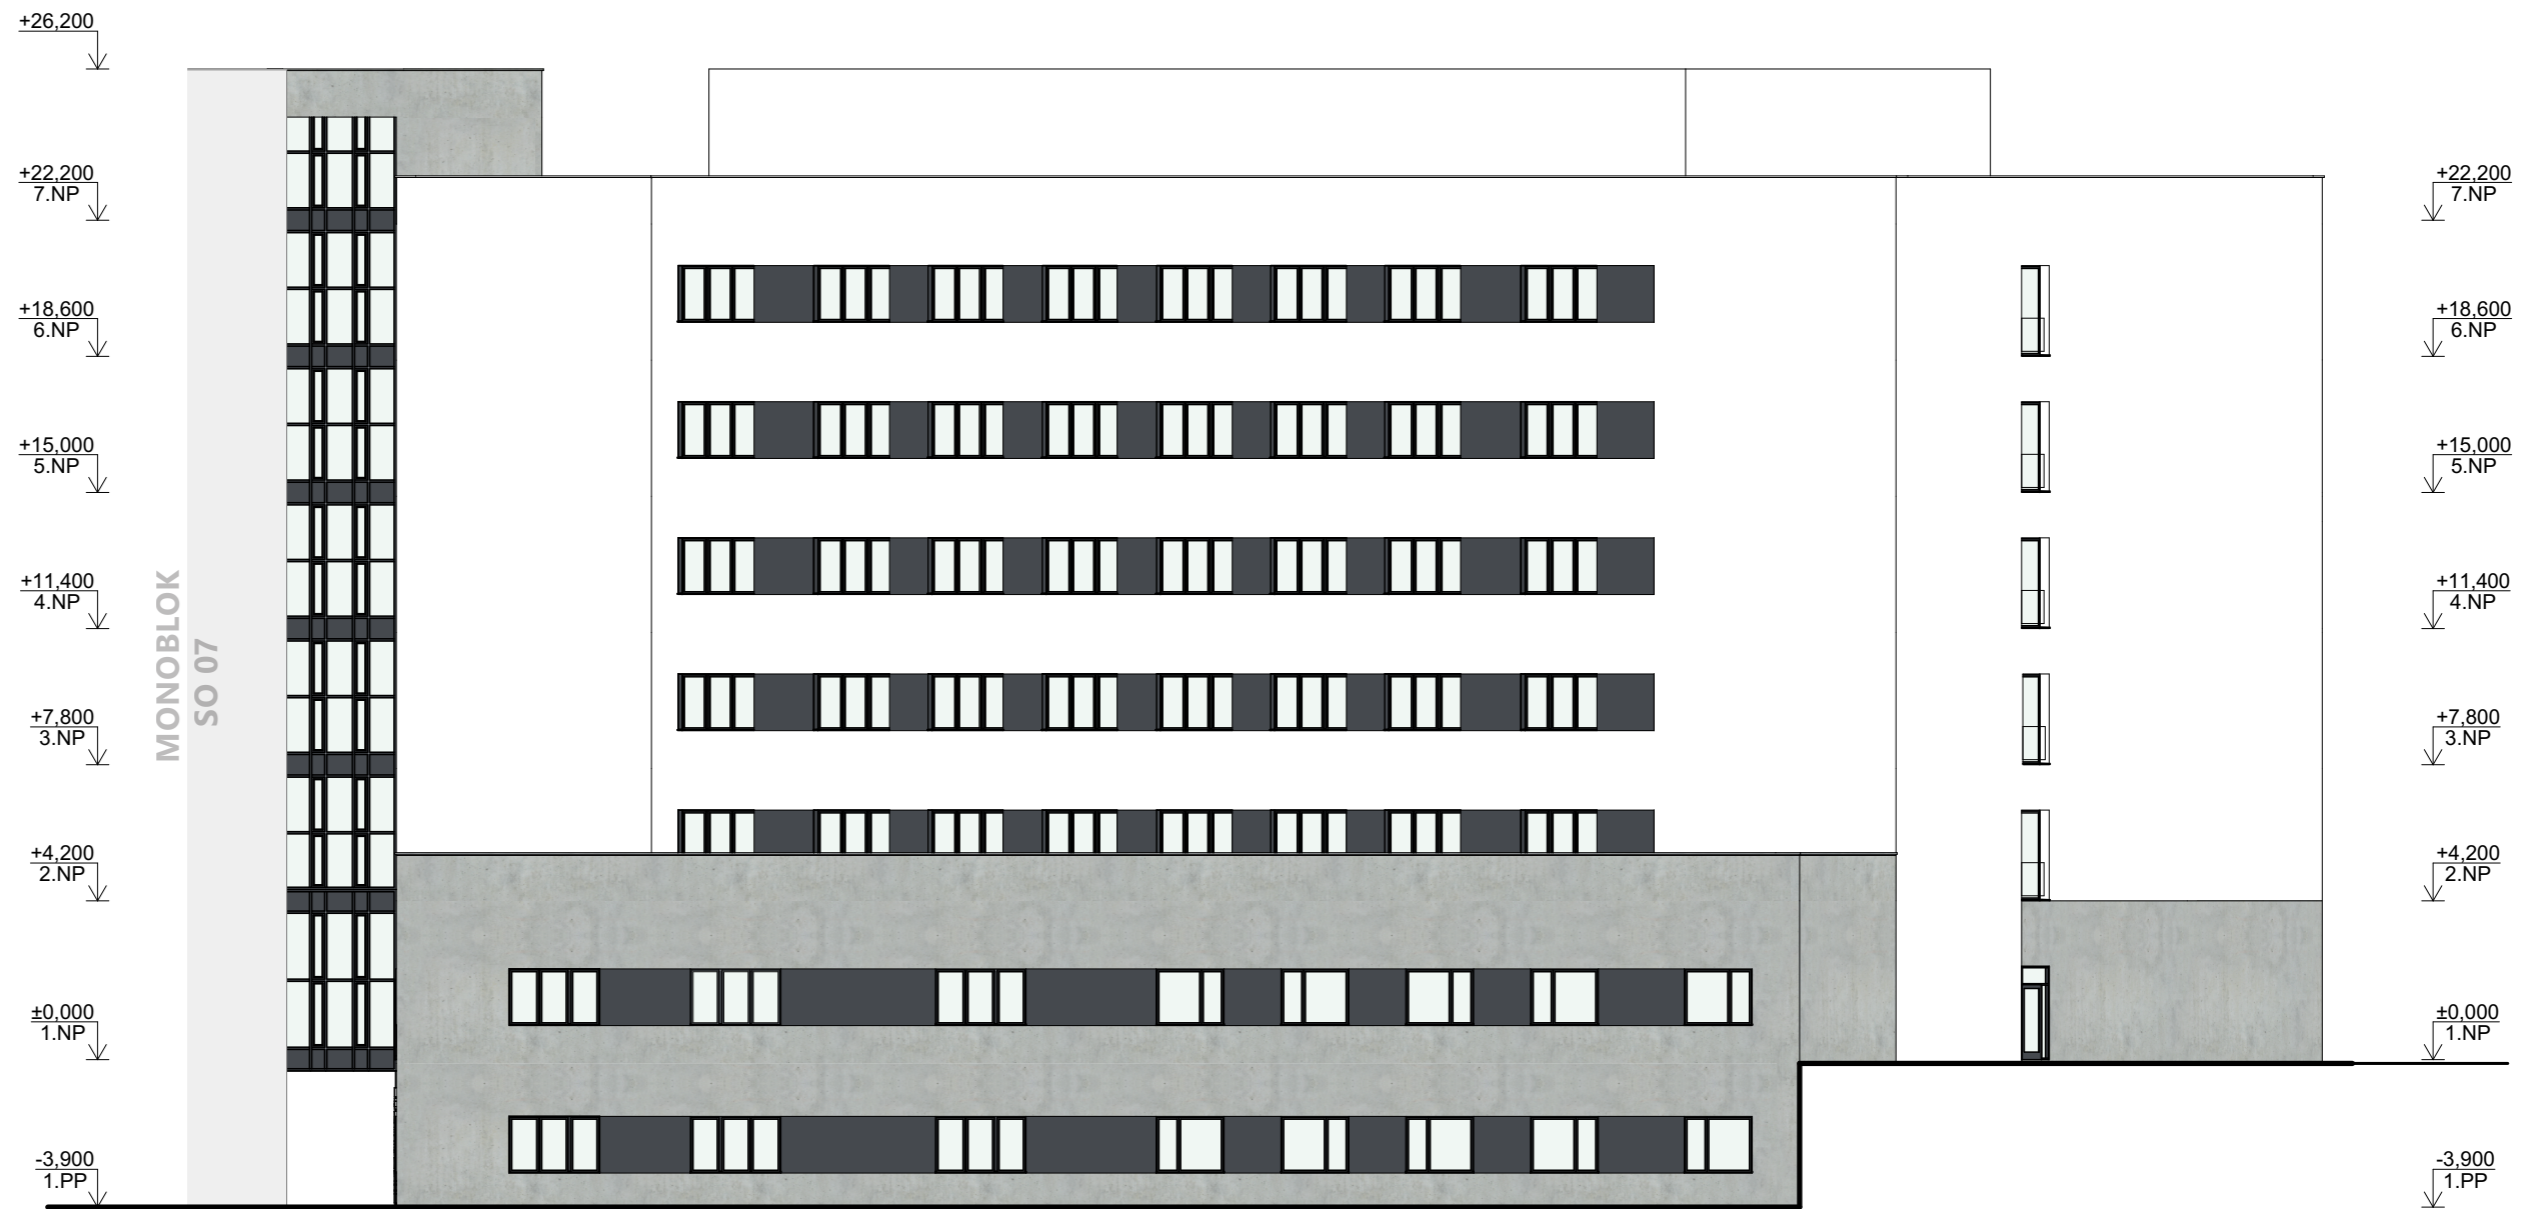 +26,200
+22,200
7.NP
+18,600
6.NP
+15,000
5.NP
+11,400
4.NP
+7,800
3.NP
+4,200
2.NP
±0,000
1.NP
-3,900
1.PP
MONOBLOK
SO 07
+22,200
7.NP
+18,600
6.NP
+15,000
5.NP
+11,400
4.NP
+7,800
3.NP
+4,200
2.NP
±0,000
1.NP
-3,900
1.PP